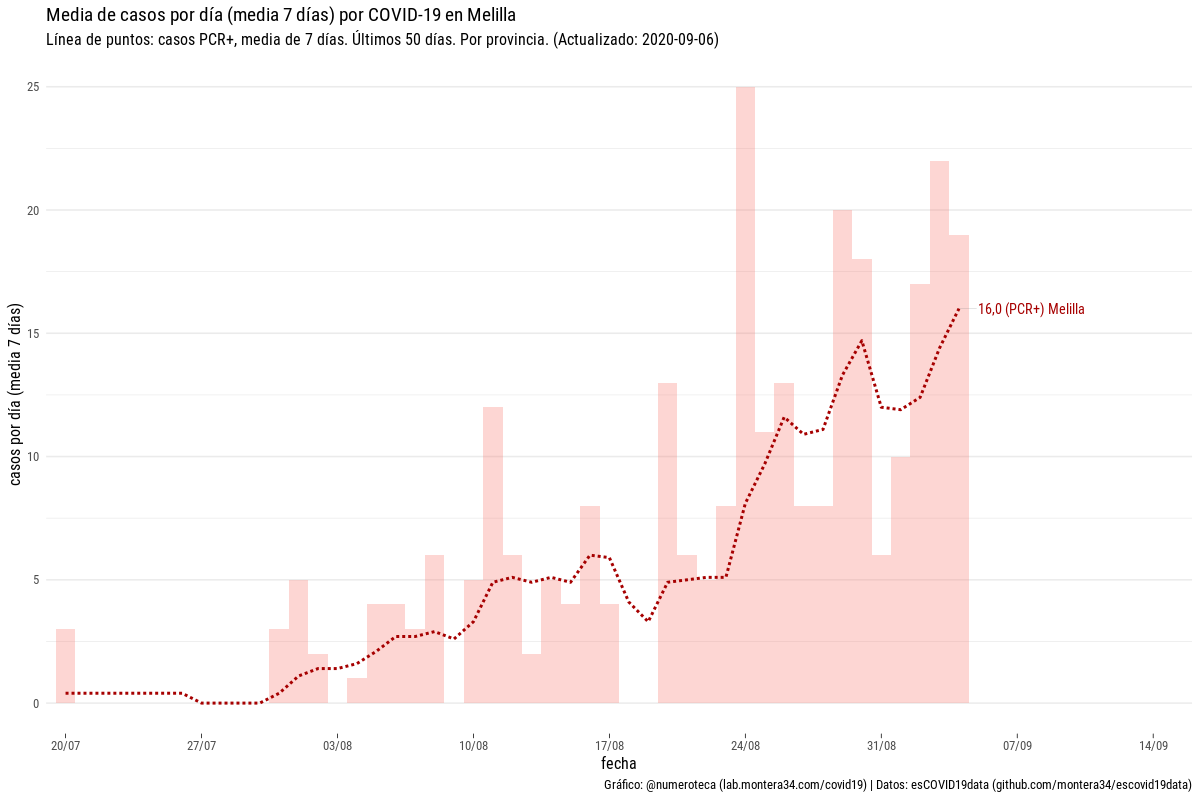 Media de casos por día (media 7 días) por COVID-19 en Melilla
Línea de puntos: casos PCR+, media de 7 días. Últimos 50 días. Por provincia. (Actualizado: 2020-09-06)
casos por día (media 7 días)
25
20
15
10
5
0
16,0 (PCR+) Melilla
20/07
27/07
03/08
10/08
17/08
24/08
31/08
07/09
14/09
fecha
Gráfico: @numeroteca (lab.montera34.com/covid19) | Datos: esCOVID19data (github.com/montera34/escovid19data)